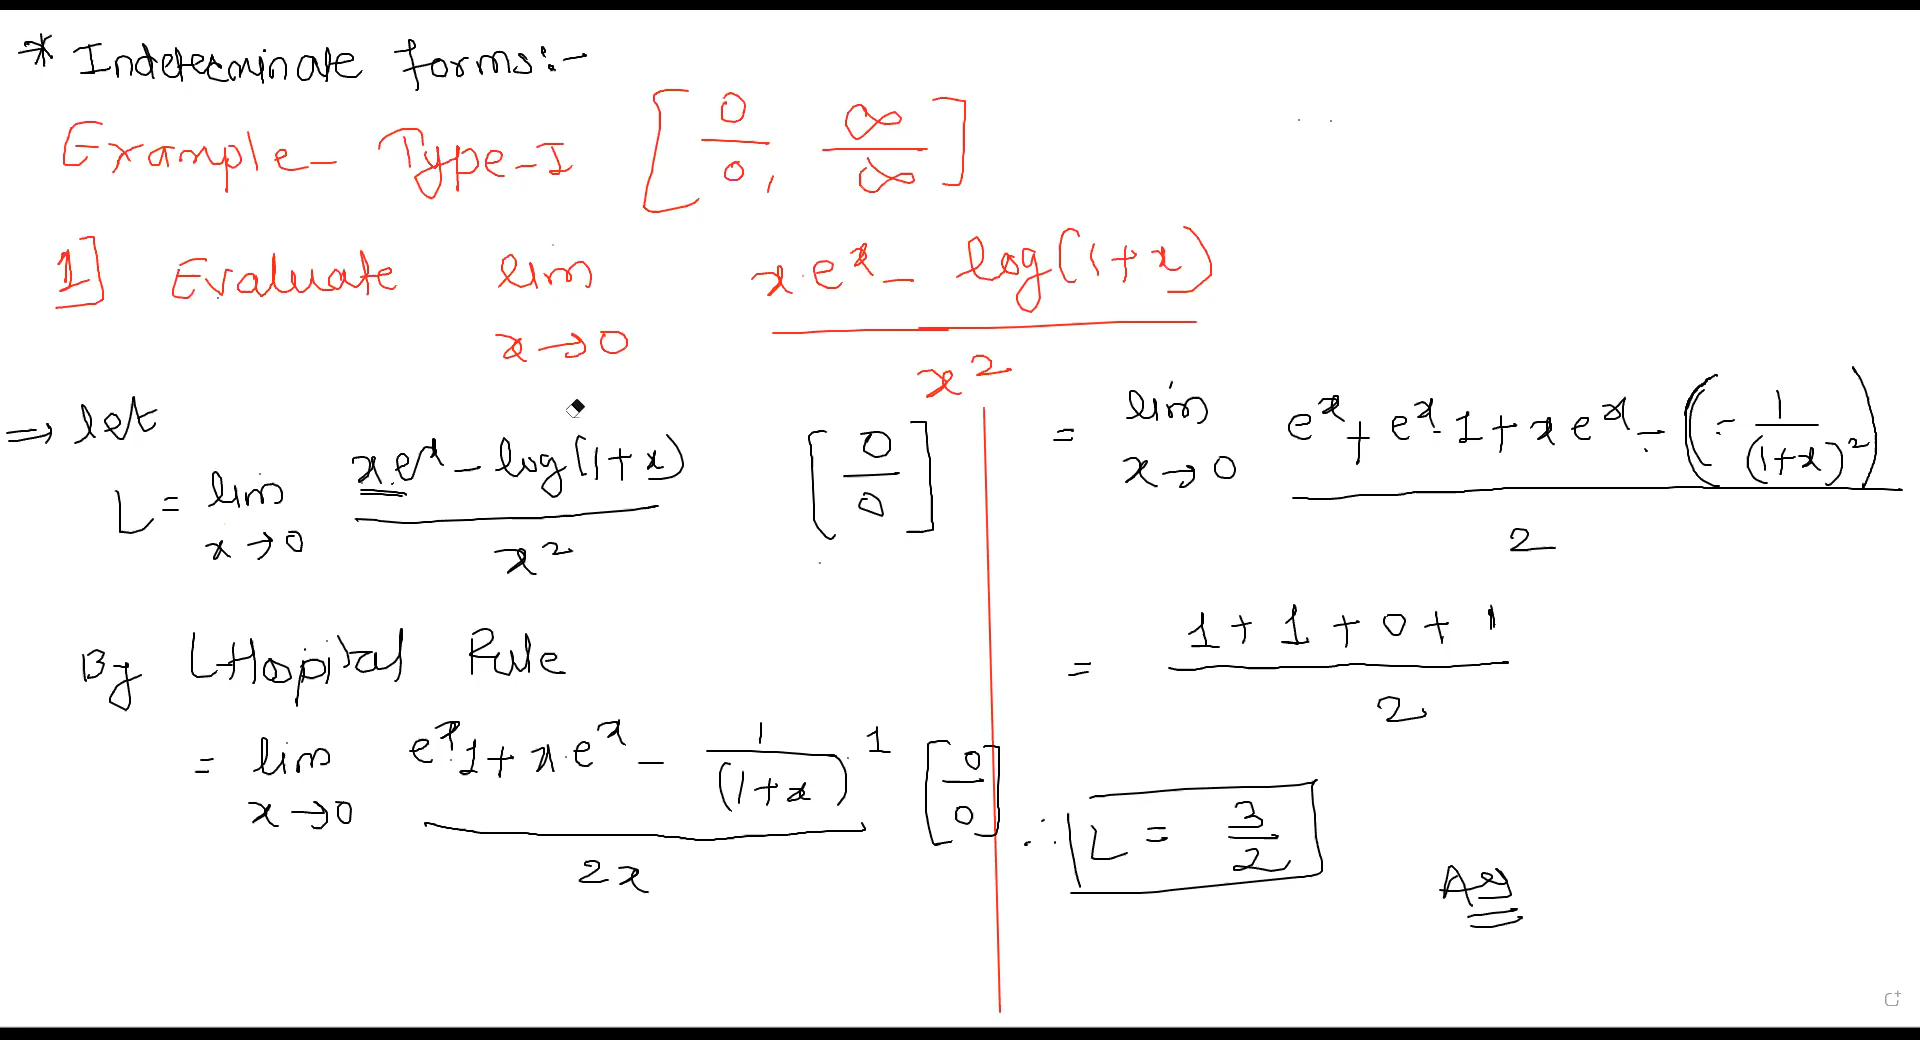 * Indeterminate forms:-
Example- Type-I [0/0, ∞/∞]
1] Evaluate lim x→0 (x·e^x - log(1+x))/x^2
⇒ let
L = lim x→0 (x.e^x - log(1+x))/x^2 [0/0]
By LHospital Rule
= lim x→0 (e^x·1 + x·e^x - 1/(1+x) · 1)/2x [0/0]
= lim x→0 (e^x + e^x·1 + x e^x - (-1/(1+x)^2))/2
= (1 + 1 + 0 + 1)/2
∴ L = 3/2